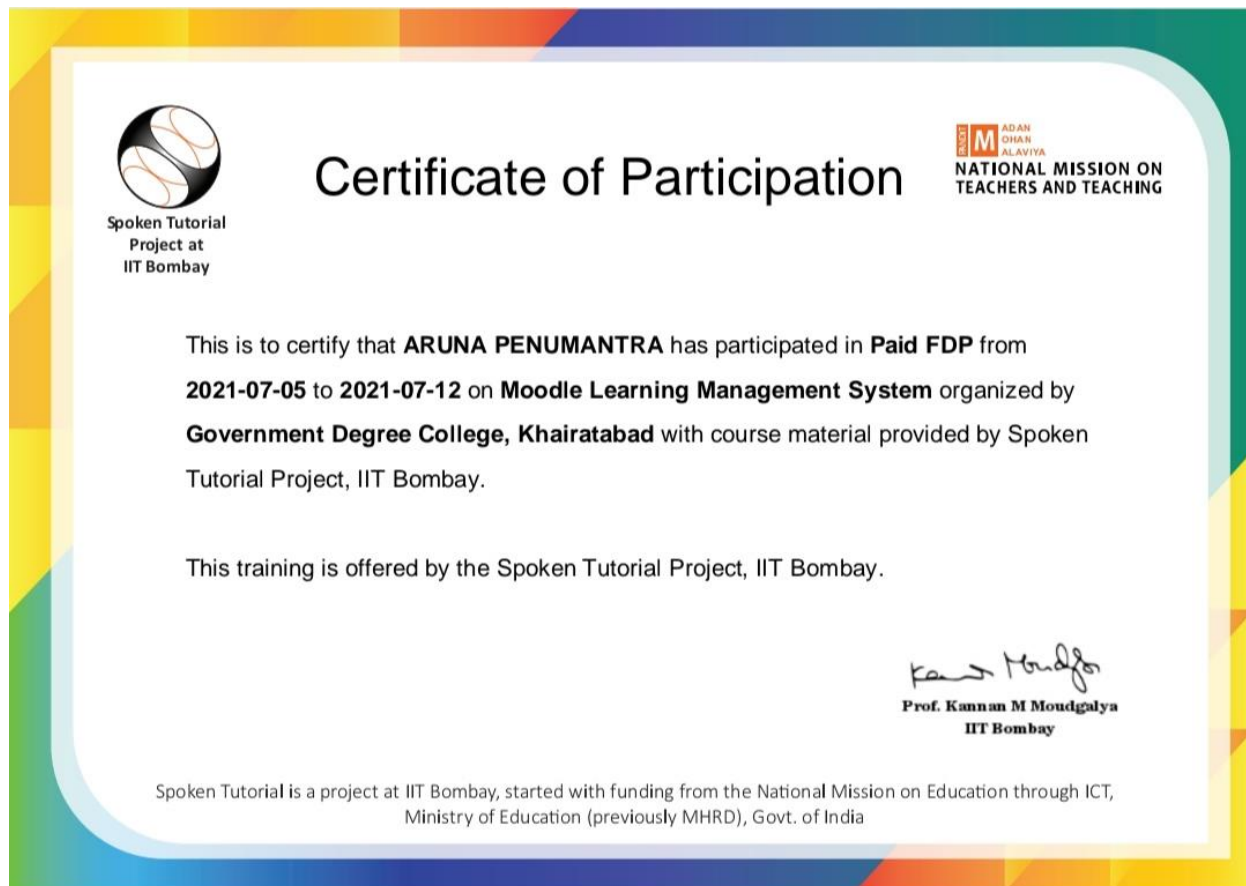 Spoken Tutorial
Project at
IIT Bombay
Certificate of Participation
PANDIT
MADAN
MOHAN
MALAVIYA
NATIONAL MISSION ON
TEACHERS AND TEACHING
This is to certify that ARUNA PENUMANTRA has participated in Paid FDP from
2021-07-05 to 2021-07-12 on Moodle Learning Management System organized by
Government Degree College, Khairatabad with course material provided by Spoken
Tutorial Project, IIT Bombay.
This training is offered by the Spoken Tutorial Project, IIT Bombay.
Prof. Kannan M Moudgalya
IIT Bombay
Spoken Tutorial is a project at IIT Bombay, started with funding from the National Mission on Education through ICT,
Ministry of Education (previously MHRD), Govt. of India